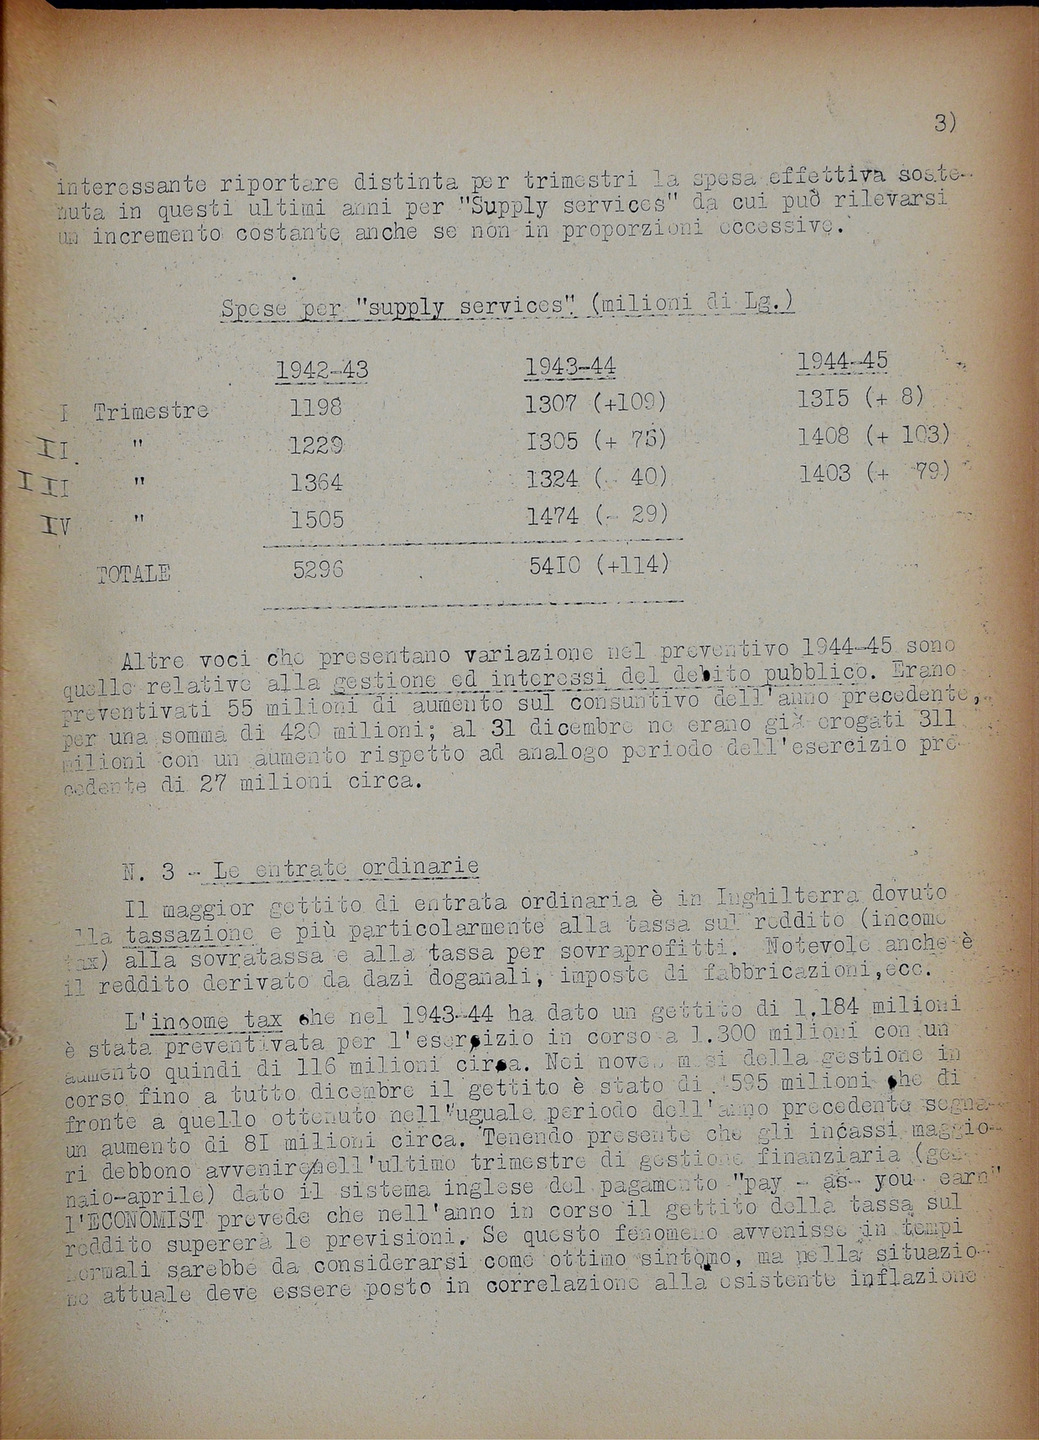 3)
interessante riportare distinta per trimestri la spesa effettiva soste-
nuta in questi ultimi anni per "Supply services" da cui può rilevarsi
un incremento costante anche se non in proporzioni eccessive.
Spese per "supply services" (milioni di Lg.)
1942-43 1943-44 1944-45
I Trimestre 1198 1307 (+109) 1315 (+ 8)
II " 1229 1305 (+ 76) 1408 (+ 103)
III " 1364 1324 (- 40) 1403 (+ 79)
IV " 1505 1474 (- 29)
TOTALE 5296 5410 (+114)
Altre voci che presentano variazione nel preventivo 1944-45 sono
quelle relative alla gestione ed interessi del debito pubblico. Erano
preventivati 55 milioni di aumento sul consuntivo dell'anno precedente,
per una somma di 420 milioni; al 31 dicembre ne erano già erogati 311
milioni con un aumento rispetto ad analogo periodo dell'esercizio pre-
cedente di 27 milioni circa.
N. 3 - Le entrate ordinarie
Il maggior gettito di entrata ordinaria è in Inghilterra dovuto
alla tassazione e più particolarmente alla tassa sul reddito (income
tax) alla sovratassa e alla tassa per sovraprofitti. Notevole anche è
il reddito derivato da dazi doganali, imposte di fabbricazioni,ecc.
L'income tax che nel 1943-44 ha dato un gettito di 1.184 milioni
è stata preventivata per l'esercizio in corso a 1.300 milioni con un
aumento quindi di 116 milioni circa. Nei nove mesi della gestione in
corso fino a tutto dicembre il gettito è stato di 595 milioni che di
fronte a quello ottenuto nell'uguale periodo dell'anno precedente segna-
un aumento di 81 milioni circa. Tenendo presente che gli incassi maggio-
ri debbono avvenire/nell'ultimo trimestre di gestione finanziaria (gen-
naio-aprile) dato il sistema inglese del pagamento "pay - as- you- earn"
l'ECONOMIST prevede che nell'anno in corso il gettito della tassa sul
reddito supererà le previsioni. Se questo fenomeno avvenisse in tempi
normali sarebbe da considerarsi come ottimo sintomo, ma nella situazio-
ne attuale deve essere posto in correlazione alla esistente inflazione